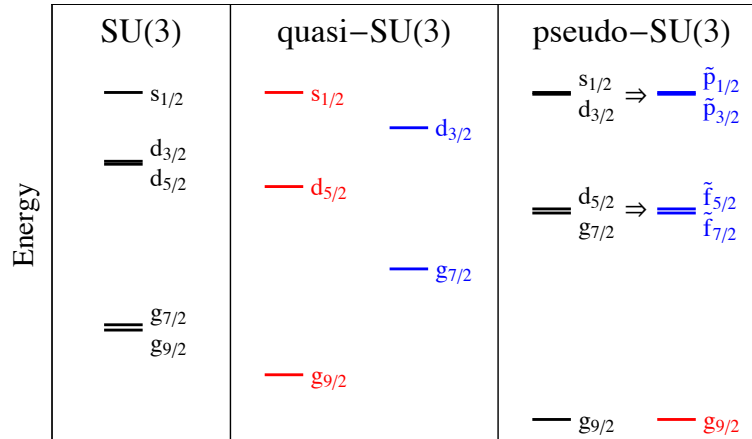 SU(3)
quasi−SU(3)
pseudo−SU(3)
Energy
s1/2
d3/2
d5/2
g7/2
g9/2
s1/2
d3/2
d5/2
g7/2
g9/2
s1/2 ⇒ p̃1/2
d3/2 p̃3/2
d5/2 ⇒ f̃5/2
g7/2 f̃7/2
g9/2 g9/2